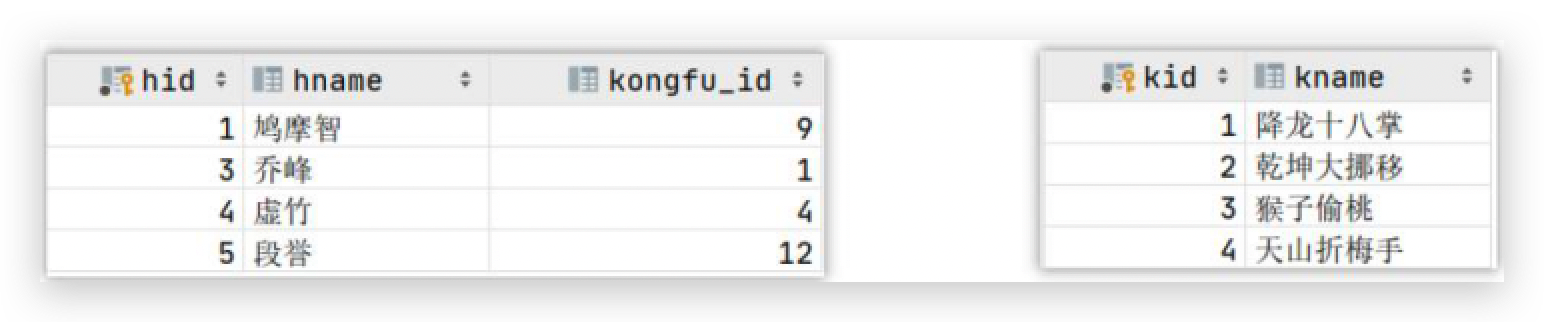 hid hname kongfu_id
1 鸠摩智 9
3 乔峰 1
4 虚竹 4
5 段誉 12
kid kname
1 降龙十八掌
2 乾坤大挪移
3 猴子偷桃
4 天山折梅手